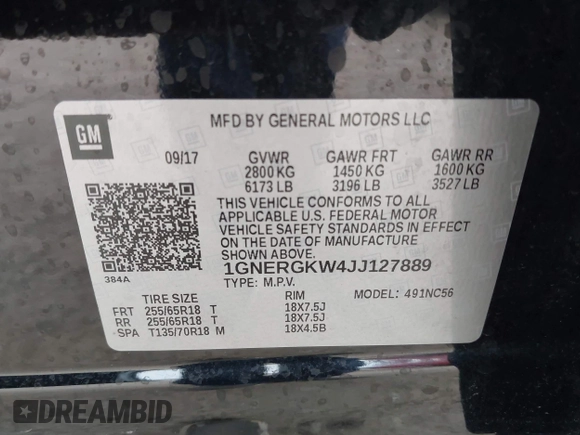 GM
MFD BY GENERAL MOTORS LLC
09/17 GVWR GAWR FRT GAWR RR
2800 KG 1450 KG 1600 KG
6173 LB 3196 LB 3527 LB
THIS VEHICLE CONFORMS TO ALL
APPLICABLE U.S. FEDERAL MOTOR
VEHICLE SAFETY STANDARDS IN EFFECT
ON THE DATE OF MANUFACTURE
SHOWN ABOVE.
384A
1GNERGKW4JJ127889
TYPE: M.P.V. MODEL: 491NC56
TIRE SIZE RIM
FRT 255/65R18 T 18X7.5J
RR 255/65R18 T 18X7.5J
SPA T135/70R18 M 18X4.5B
DREAMBID